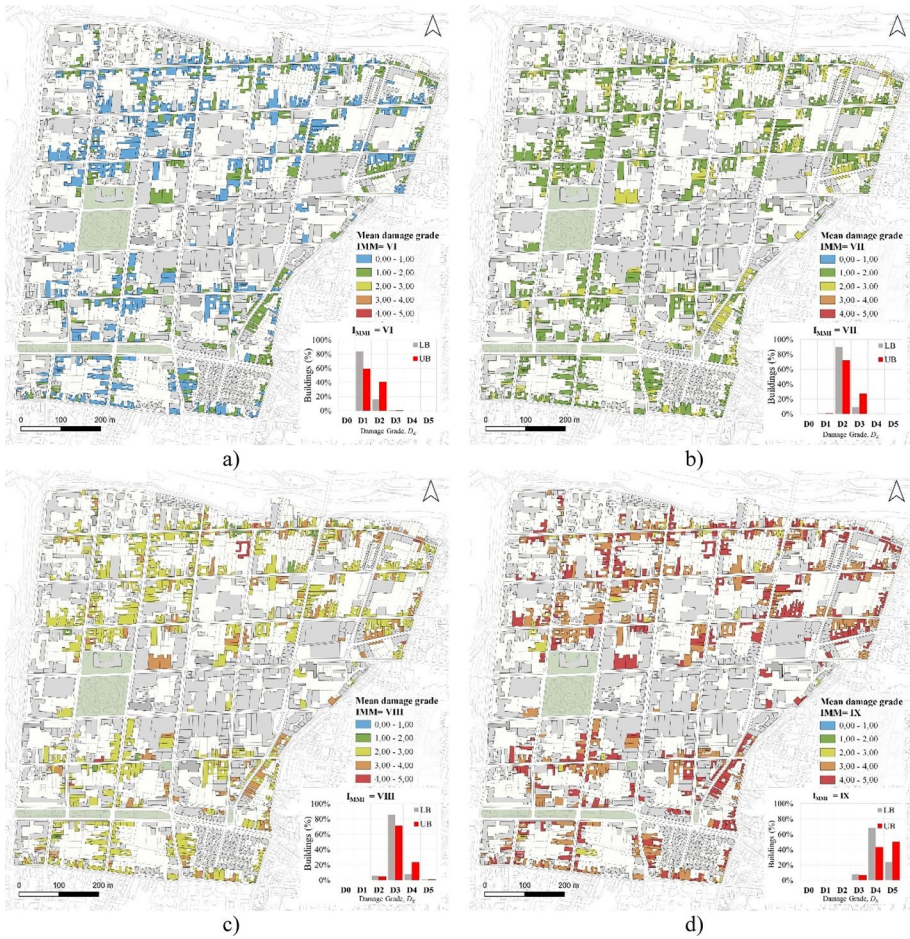 Mean damage grade
IMM= VI
0,00 - 1,00
1,00 - 2,00
2,00 - 3,00
3,00 - 4,00
4,00 - 5,00
I_MMI = VI
100%
80%
60%
40%
20%
0%
Buildings (%)
LB
UB
D0 D1 D2 D3 D4 D5
Damage Grade, D
0 100 200 m
a)
Mean damage grade
IMM= VII
0,00 - 1,00
1,00 - 2,00
2,00 - 3,00
3,00 - 4,00
4,00 - 5,00
I_MMI = VII
100%
80%
60%
40%
20%
0%
Buildings (%)
LB
UB
D0 D1 D2 D3 D4 D5
Damage Grade, D
0 100 200 m
b)
Mean damage grade
IMM= VIII
0,00 - 1,00
1,00 - 2,00
2,00 - 3,00
3,00 - 4,00
4,00 - 5,00
I_MMI = VIII
100%
80%
60%
40%
20%
0%
Buildings (%)
LB
UB
D0 D1 D2 D3 D4 D5
Damage Grade, D
0 100 200 m
c)
Mean damage grade
IMM= IX
0,00 - 1,00
1,00 - 2,00
2,00 - 3,00
3,00 - 4,00
4,00 - 5,00
I_MMI = IX
100%
80%
60%
40%
20%
0%
Buildings (%)
LB
UB
D0 D1 D2 D3 D4 D5
Damage Grade, D
0 100 200 m
d)